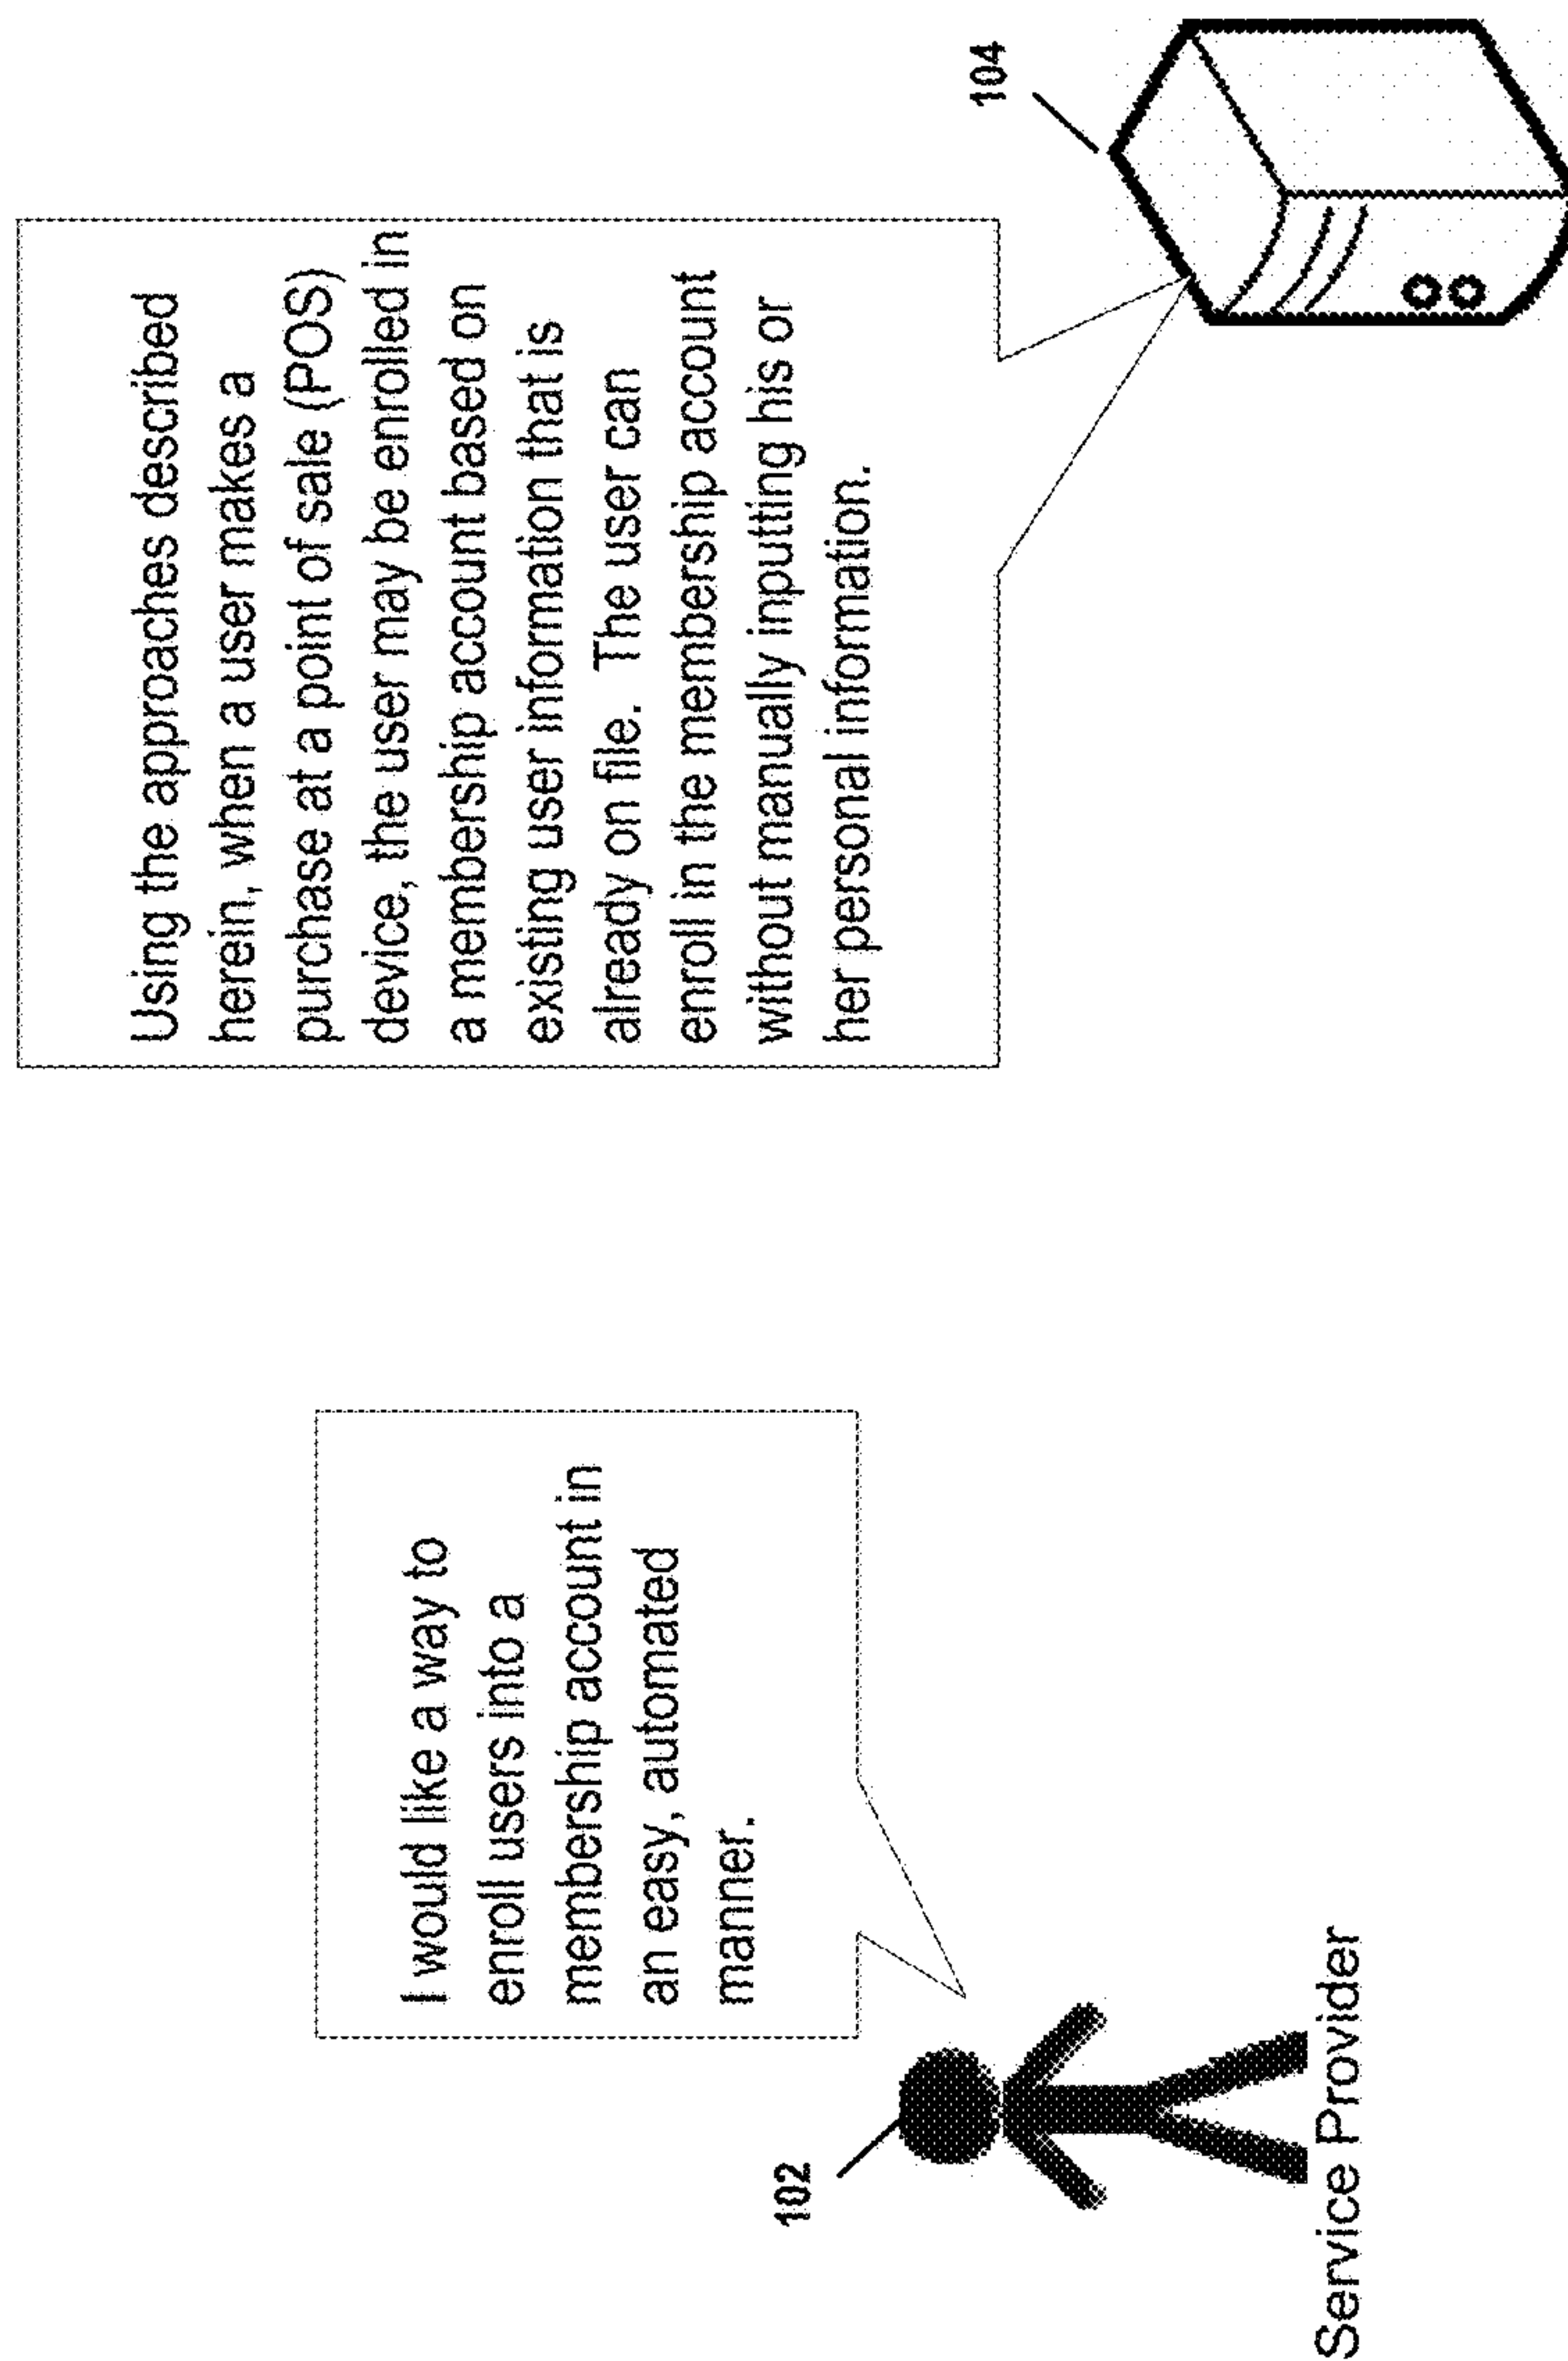 102
I would like a way to
enroll users into a
membership account in
an easy, automated
manner.
Service Provider
Using the approaches described
herein, when a user makes a
purchase at a point of sale (POS)
device, the user may be enrolled in
a membership account based on
existing user information that is
already on file.  The user can
enroll in the membership account
without manually inputting his or
her personal information.
104